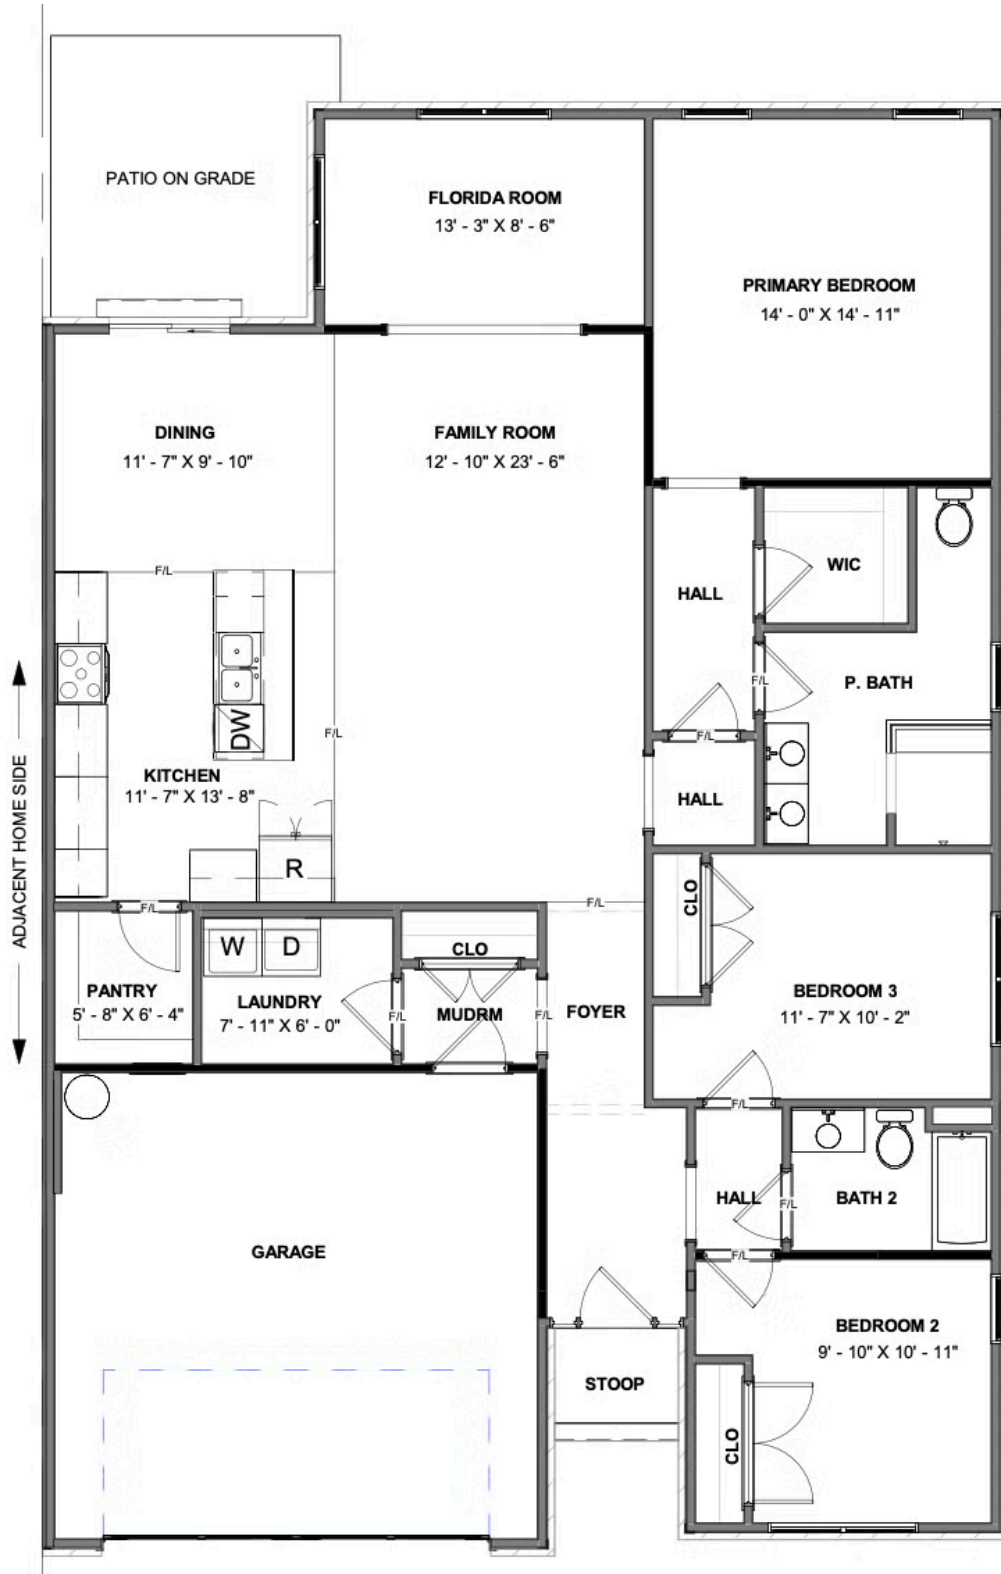 PATIO ON GRADE
FLORIDA ROOM
13' - 3" X 8' - 6"
PRIMARY BEDROOM
14' - 0" X 14' - 11"
DINING
11' - 7" X 9' - 10"
FAMILY ROOM
12' - 10" X 23' - 6"
F/L
WIC
HALL
F/L
P. BATH
DW
F/L
F/L
KITCHEN
11' - 7" X 13' - 8"
HALL
ADJACENT HOME SIDE
R
CLO
F/L
F/L
W
D
CLO
PANTRY
5' - 8" X 6' - 4"
LAUNDRY
7' - 11" X 6' - 0"
F/L
MUDRM
F/L
FOYER
BEDROOM 3
11' - 7" X 10' - 2"
F/L
HALL
F/L
BATH 2
F/L
GARAGE
BEDROOM 2
9' - 10" X 10' - 11"
STOOP
CLO